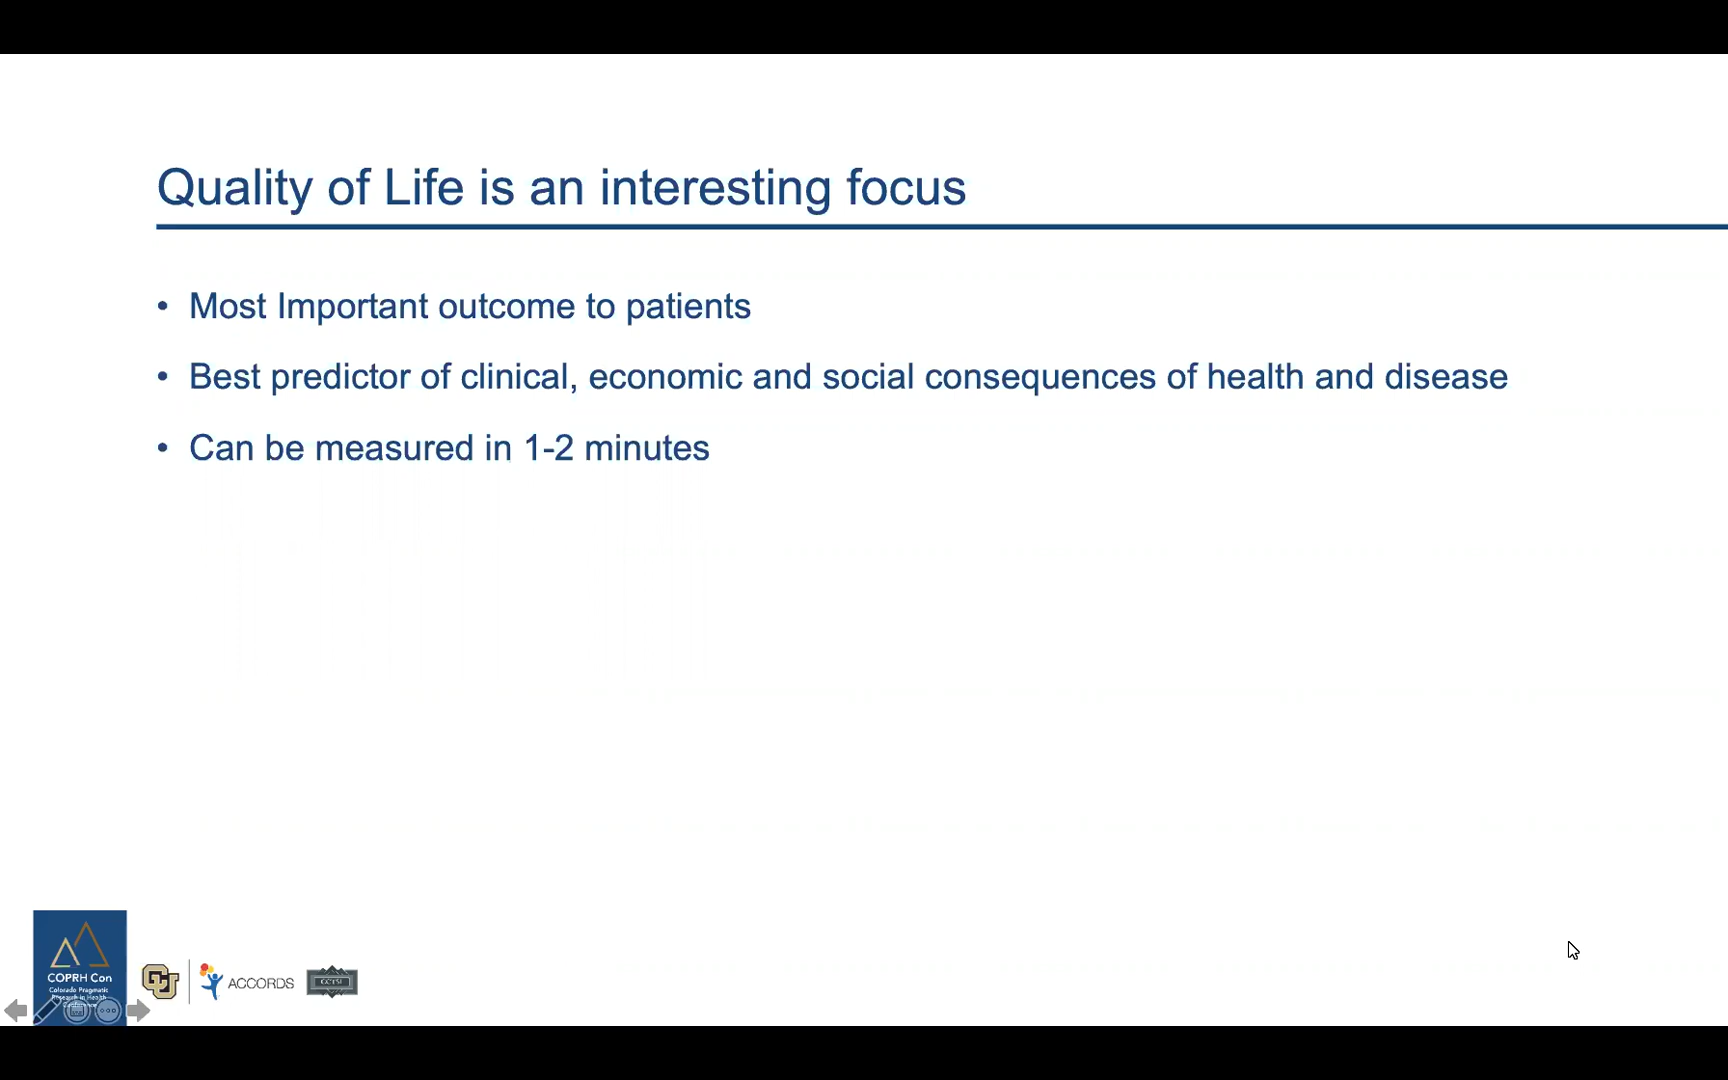 Quality of Life is an interesting focus
• Most Important outcome to patients
• Best predictor of clinical, economic and social consequences of health and disease
• Can be measured in 1-2 minutes
COPRH Con
Colorado Pragmatic
Research in Health
Conference
CU
ACCORDS
CCTSI